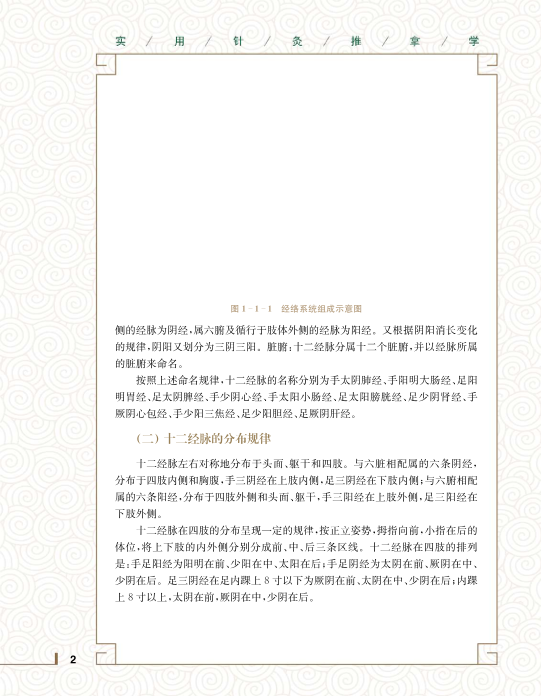 实 / 用 / 针 / 灸 / 推 / 拿 / 学
图 1-1-1 经络系统组成示意图
侧的经脉为阴经,属六腑及循行于肢体外侧的经脉为阳经。又根据阴阳消长变化
的规律,阴阳又划分为三阴三阳。脏腑:十二经脉分属十二个脏腑,并以经脉所属
的脏腑来命名。
按照上述命名规律,十二经脉的名称分别为手太阴肺经、手阳明大肠经、足阳
明胃经、足太阴脾经、手少阴心经、手太阳小肠经、足太阳膀胱经、足少阴肾经、手
厥阴心包经、手少阳三焦经、足少阳胆经、足厥阴肝经。
(二)十二经脉的分布规律
十二经脉左右对称地分布于头面、躯干和四肢。与六脏相配属的六条阴经,
分布于四肢内侧和胸腹,手三阴经在上肢内侧,足三阴经在下肢内侧;与六腑相配
属的六条阳经,分布于四肢外侧和头面、躯干,手三阳经在上肢外侧,足三阳经在
下肢外侧。
十二经脉在四肢的分布呈现一定的规律,按正立姿势,拇指向前,小指在后的
体位,将上下肢的内外侧分别分成前、中、后三条区线。十二经脉在四肢的排列
是:手足阳经为阳明在前、少阳在中、太阳在后;手足阴经为太阴在前、厥阴在中、
少阴在后。足三阴经在足内踝上 8 寸以下为厥阴在前、太阴在中、少阴在后;内踝
上 8 寸以上,太阴在前,厥阴在中,少阴在后。
2